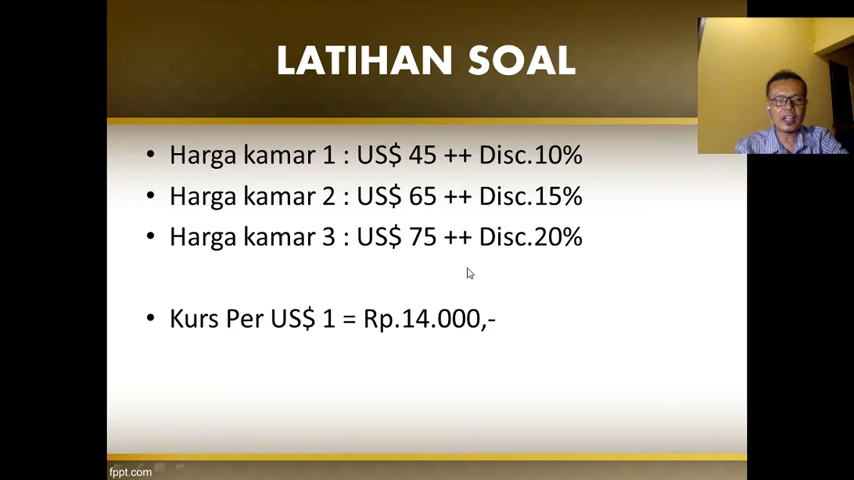 LATIHAN SOAL
• Harga kamar 1 : US$ 45 ++ Disc.10%
• Harga kamar 2 : US$ 65 ++ Disc.15%
• Harga kamar 3 : US$ 75 ++ Disc.20%
• Kurs Per US$ 1 = Rp.14.000,-
fppt.com